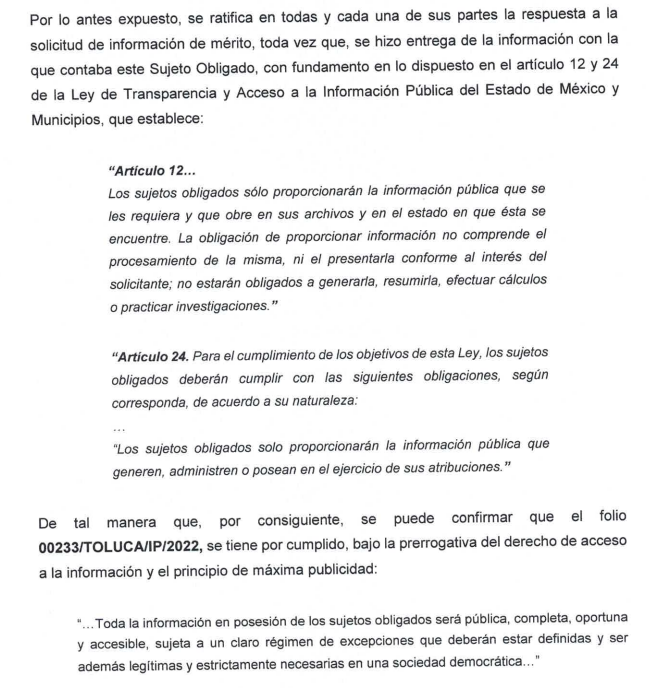 Por lo antes expuesto, se ratifica en todas y cada una de sus partes la respuesta a la
solicitud de información de mérito, toda vez que, se hizo entrega de la información con la
que contaba este Sujeto Obligado, con fundamento en lo dispuesto en el artículo 12 y 24
de la Ley de Transparencia y Acceso a la Información Pública del Estado de México y
Municipios, que establece:
“Artículo 12...
Los sujetos obligados sólo proporcionarán la información pública que se
les requiera y que obre en sus archivos y en el estado en que ésta se
encuentre. La obligación de proporcionar información no comprende el
procesamiento de la misma, ni el presentarla conforme al interés del
solicitante; no estarán obligados a generarla, resumirla, efectuar cálculos
o practicar investigaciones.”
“Artículo 24. Para el cumplimiento de los objetivos de esta Ley, los sujetos
obligados deberán cumplir con las siguientes obligaciones, según
corresponda, de acuerdo a su naturaleza:
...
“Los sujetos obligados solo proporcionarán la información pública que
generen, administren o posean en el ejercicio de sus atribuciones.”
De tal manera que, por consiguiente, se puede confirmar que el folio
00233/TOLUCA/IP/2022, se tiene por cumplido, bajo la prerrogativa del derecho de acceso
a la información y el principio de máxima publicidad:
“...Toda la información en posesión de los sujetos obligados será pública, completa, oportuna
y accesible, sujeta a un claro régimen de excepciones que deberán estar definidas y ser
además legítimas y estrictamente necesarias en una sociedad democrática...”